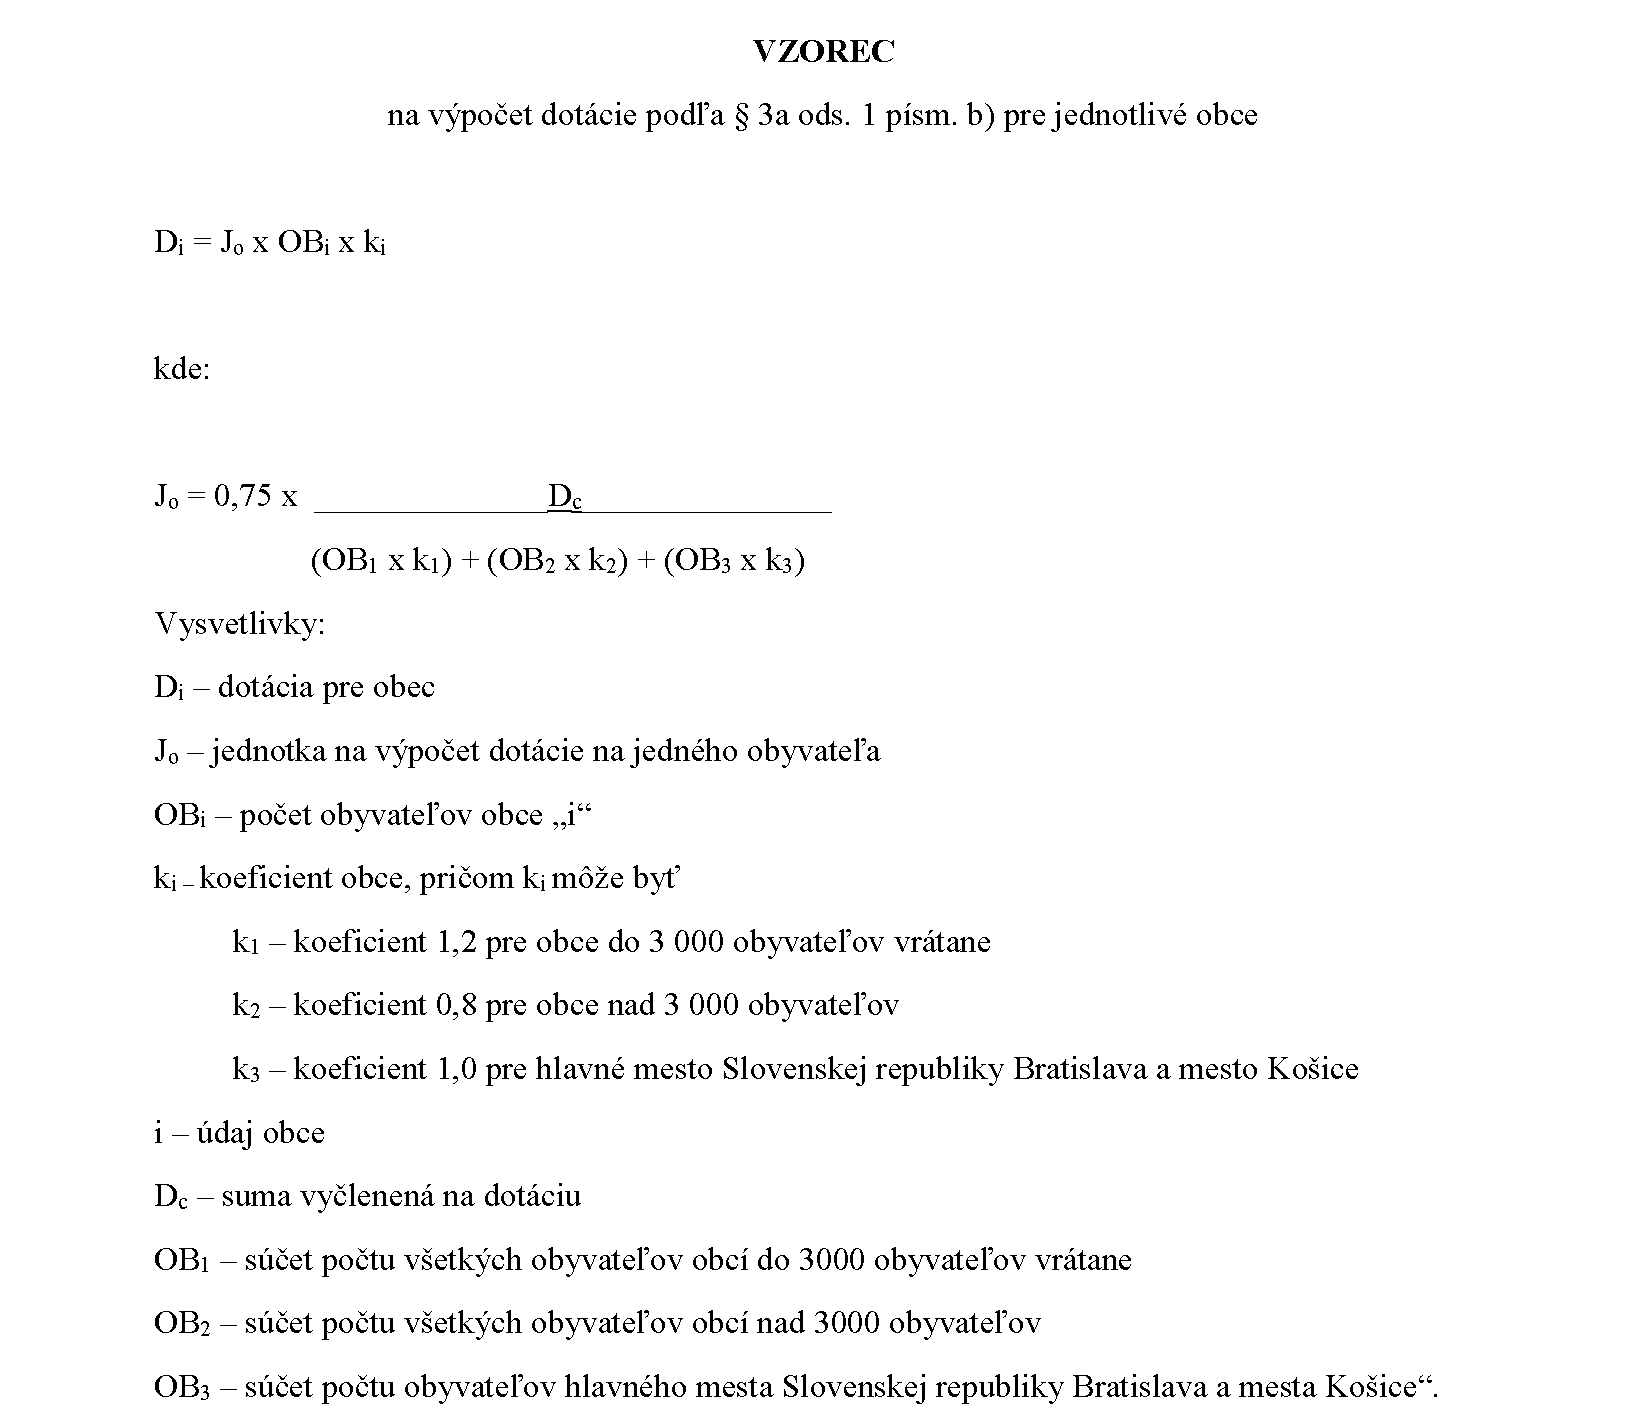 VZOREC
na výpočet dotácie podľa § 3a ods. 1 písm. b) pre jednotlivé obce
Di = Jo x OBi x ki
kde:
Jo = 0,75 x Dc
(OB1 x k1) + (OB2 x k2) + (OB3 x k3)
Vysvetlivky:
Di – dotácia pre obec
Jo – jednotka na výpočet dotácie na jedného obyvateľa
OBi – počet obyvateľov obce „i“
ki – koeficient obce, pričom ki môže byť
k1 – koeficient 1,2 pre obce do 3 000 obyvateľov vrátane
k2 – koeficient 0,8 pre obce nad 3 000 obyvateľov
k3 – koeficient 1,0 pre hlavné mesto Slovenskej republiky Bratislava a mesto Košice
i – údaj obce
Dc – suma vyčlenená na dotáciu
OB1 – súčet počtu všetkých obyvateľov obcí do 3000 obyvateľov vrátane
OB2 – súčet počtu všetkých obyvateľov obcí nad 3000 obyvateľov
OB3 – súčet počtu obyvateľov hlavného mesta Slovenskej republiky Bratislava a mesta Košice“.